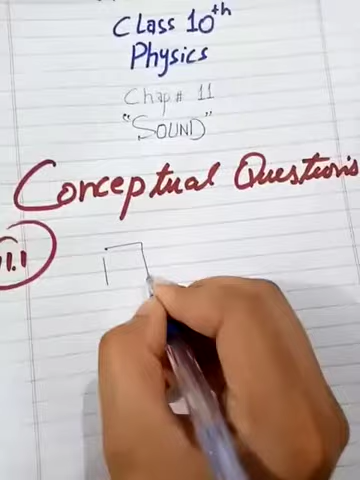 Class 10th
Physics
Chap # 11
"SOUND"
Conceptual Questions
11.1